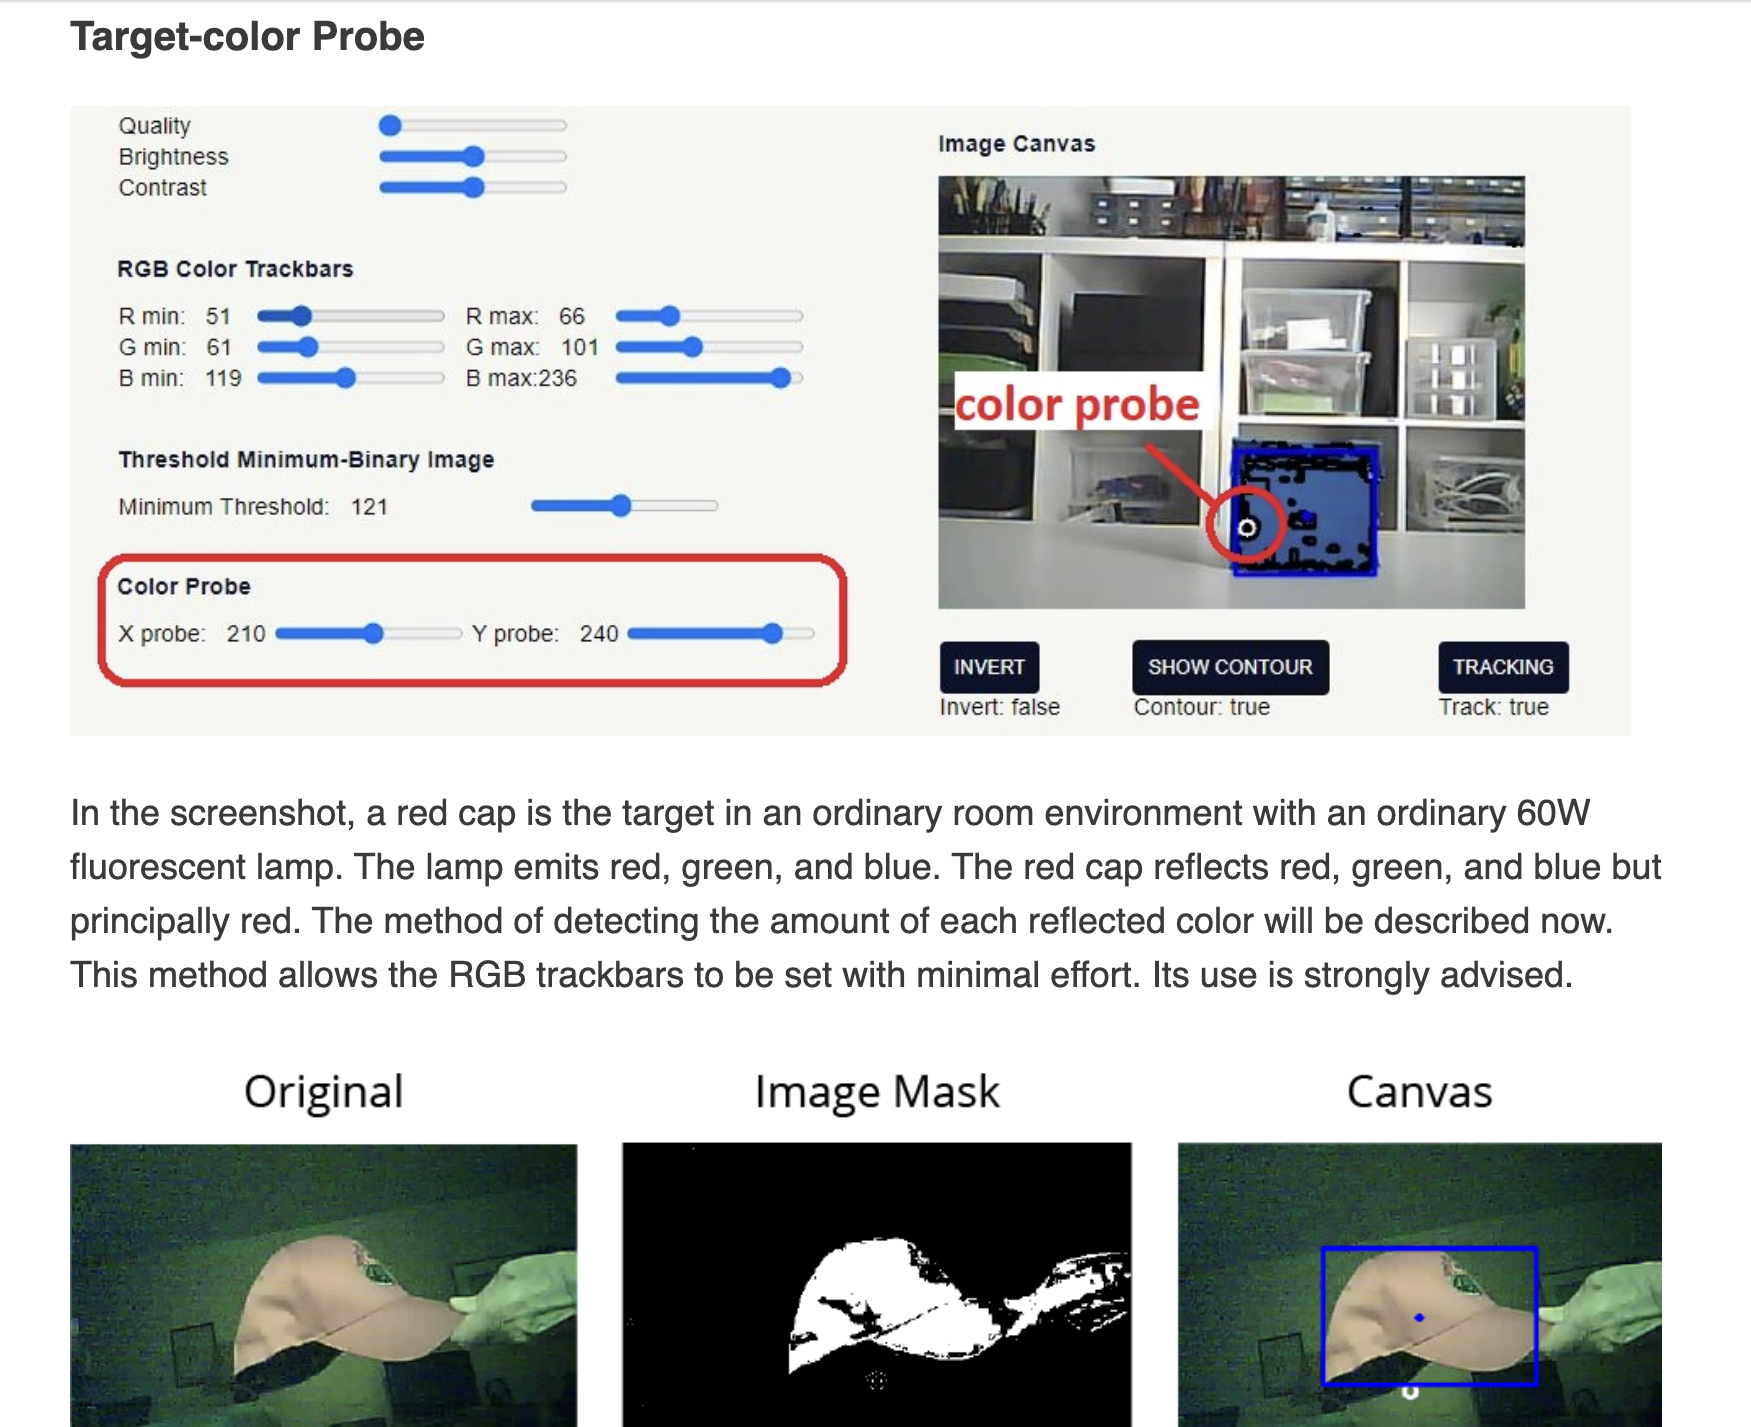 Target-color Probe
Quality
Brightness
Contrast
RGB Color Trackbars
R min: 51 R max: 66
G min: 61 G max: 101
B min: 119 B max:236
Threshold Minimum-Binary Image
Minimum Threshold: 121
Color Probe
X probe: 210 Y probe: 240
Image Canvas
color probe
INVERT SHOW CONTOUR TRACKING
Invert: false Contour: true Track: true
In the screenshot, a red cap is the target in an ordinary room environment with an ordinary 60W
fluorescent lamp. The lamp emits red, green, and blue. The red cap reflects red, green, and blue but
principally red. The method of detecting the amount of each reflected color will be described now.
This method allows the RGB trackbars to be set with minimal effort. Its use is strongly advised.
Original Image Mask Canvas